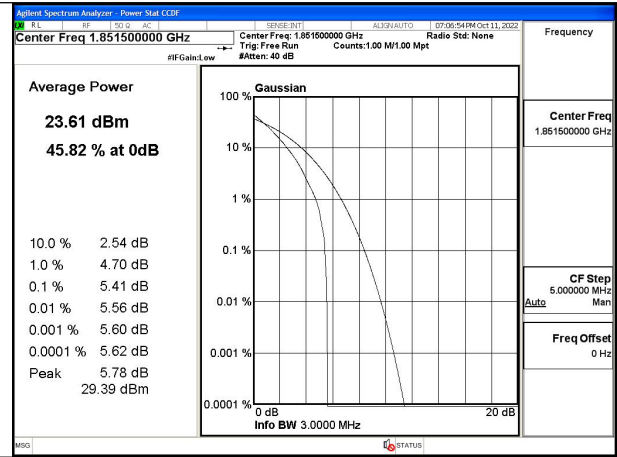 Agilent Spectrum Analyzer - Power Stat CCDF
RL RF 50 Ω AC SENSE:INT ALIGN AUTO 07:06:54 PM Oct 11, 2022
Center Freq 1.851500000 GHz
Center Freq: 1.851500000 GHz Radio Std: None
Trig: Free Run Counts:1.00 M/1.00 Mpt
#IFGain:Low #Atten: 40 dB
Frequency
Average Power
23.61 dBm
45.82 % at 0dB
10.0 % 2.54 dB
1.0 % 4.70 dB
0.1 % 5.41 dB
0.01 % 5.56 dB
0.001 % 5.60 dB
0.0001 % 5.62 dB
Peak 5.78 dB
29.39 dBm
Gaussian
100 %
10 %
1 %
0.1 %
0.01 %
0.001 %
0.0001 %
0 dB 20 dB
Info BW 3.0000 MHz
Center Freq
1.851500000 GHz
CF Step
5.000000 MHz
Auto Man
Freq Offset
0 Hz
MSG STATUS